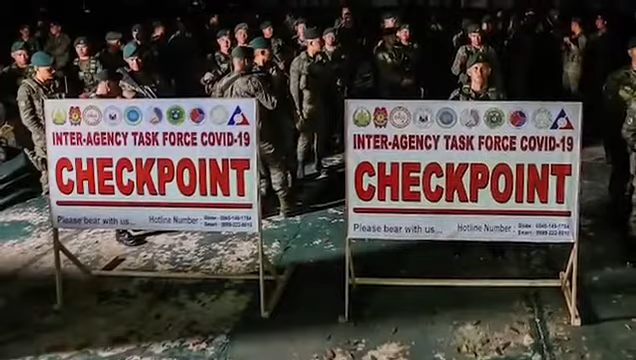 INTER-AGENCY TASK FORCE COVID-19
CHECKPOINT
Please bear with us...
Hotline Number :
INTER-AGENCY TASK FORCE COVID-19
CHECKPOINT
Please bear with us...
Hotline Number :